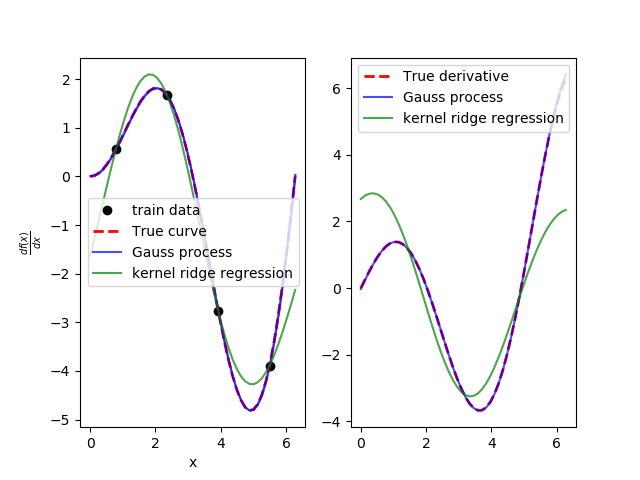 2
1
0
−1
−2
−3
−4
−5
df(x)
dx
train data
True curve
Gauss process
kernel ridge regression
0 2 4 6
x
6
4
2
0
−2
−4
True derivative
Gauss process
kernel ridge regression
0 2 4 6